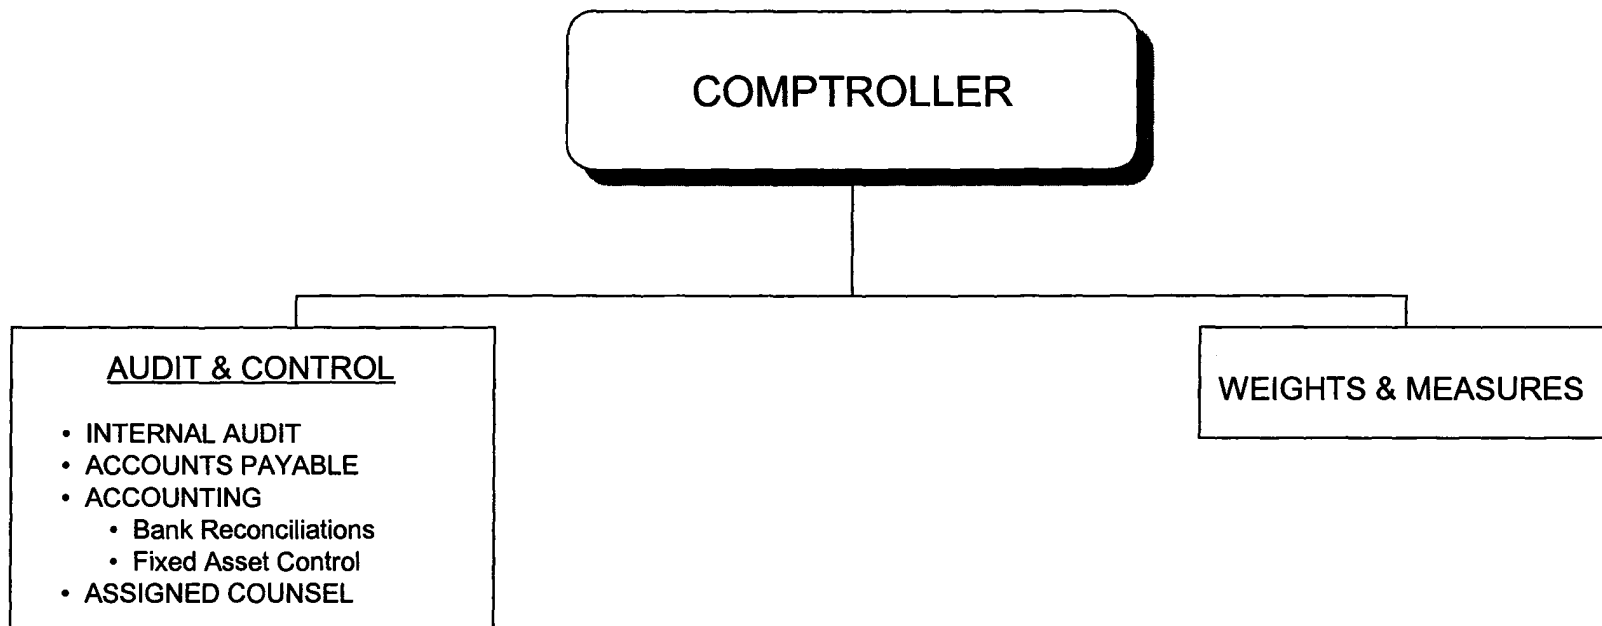 COMPTROLLER
AUDIT & CONTROL
• INTERNAL AUDIT
• ACCOUNTS PAYABLE
• ACCOUNTING
• Bank Reconciliations
• Fixed Asset Control
• ASSIGNED COUNSEL
WEIGHTS & MEASURES